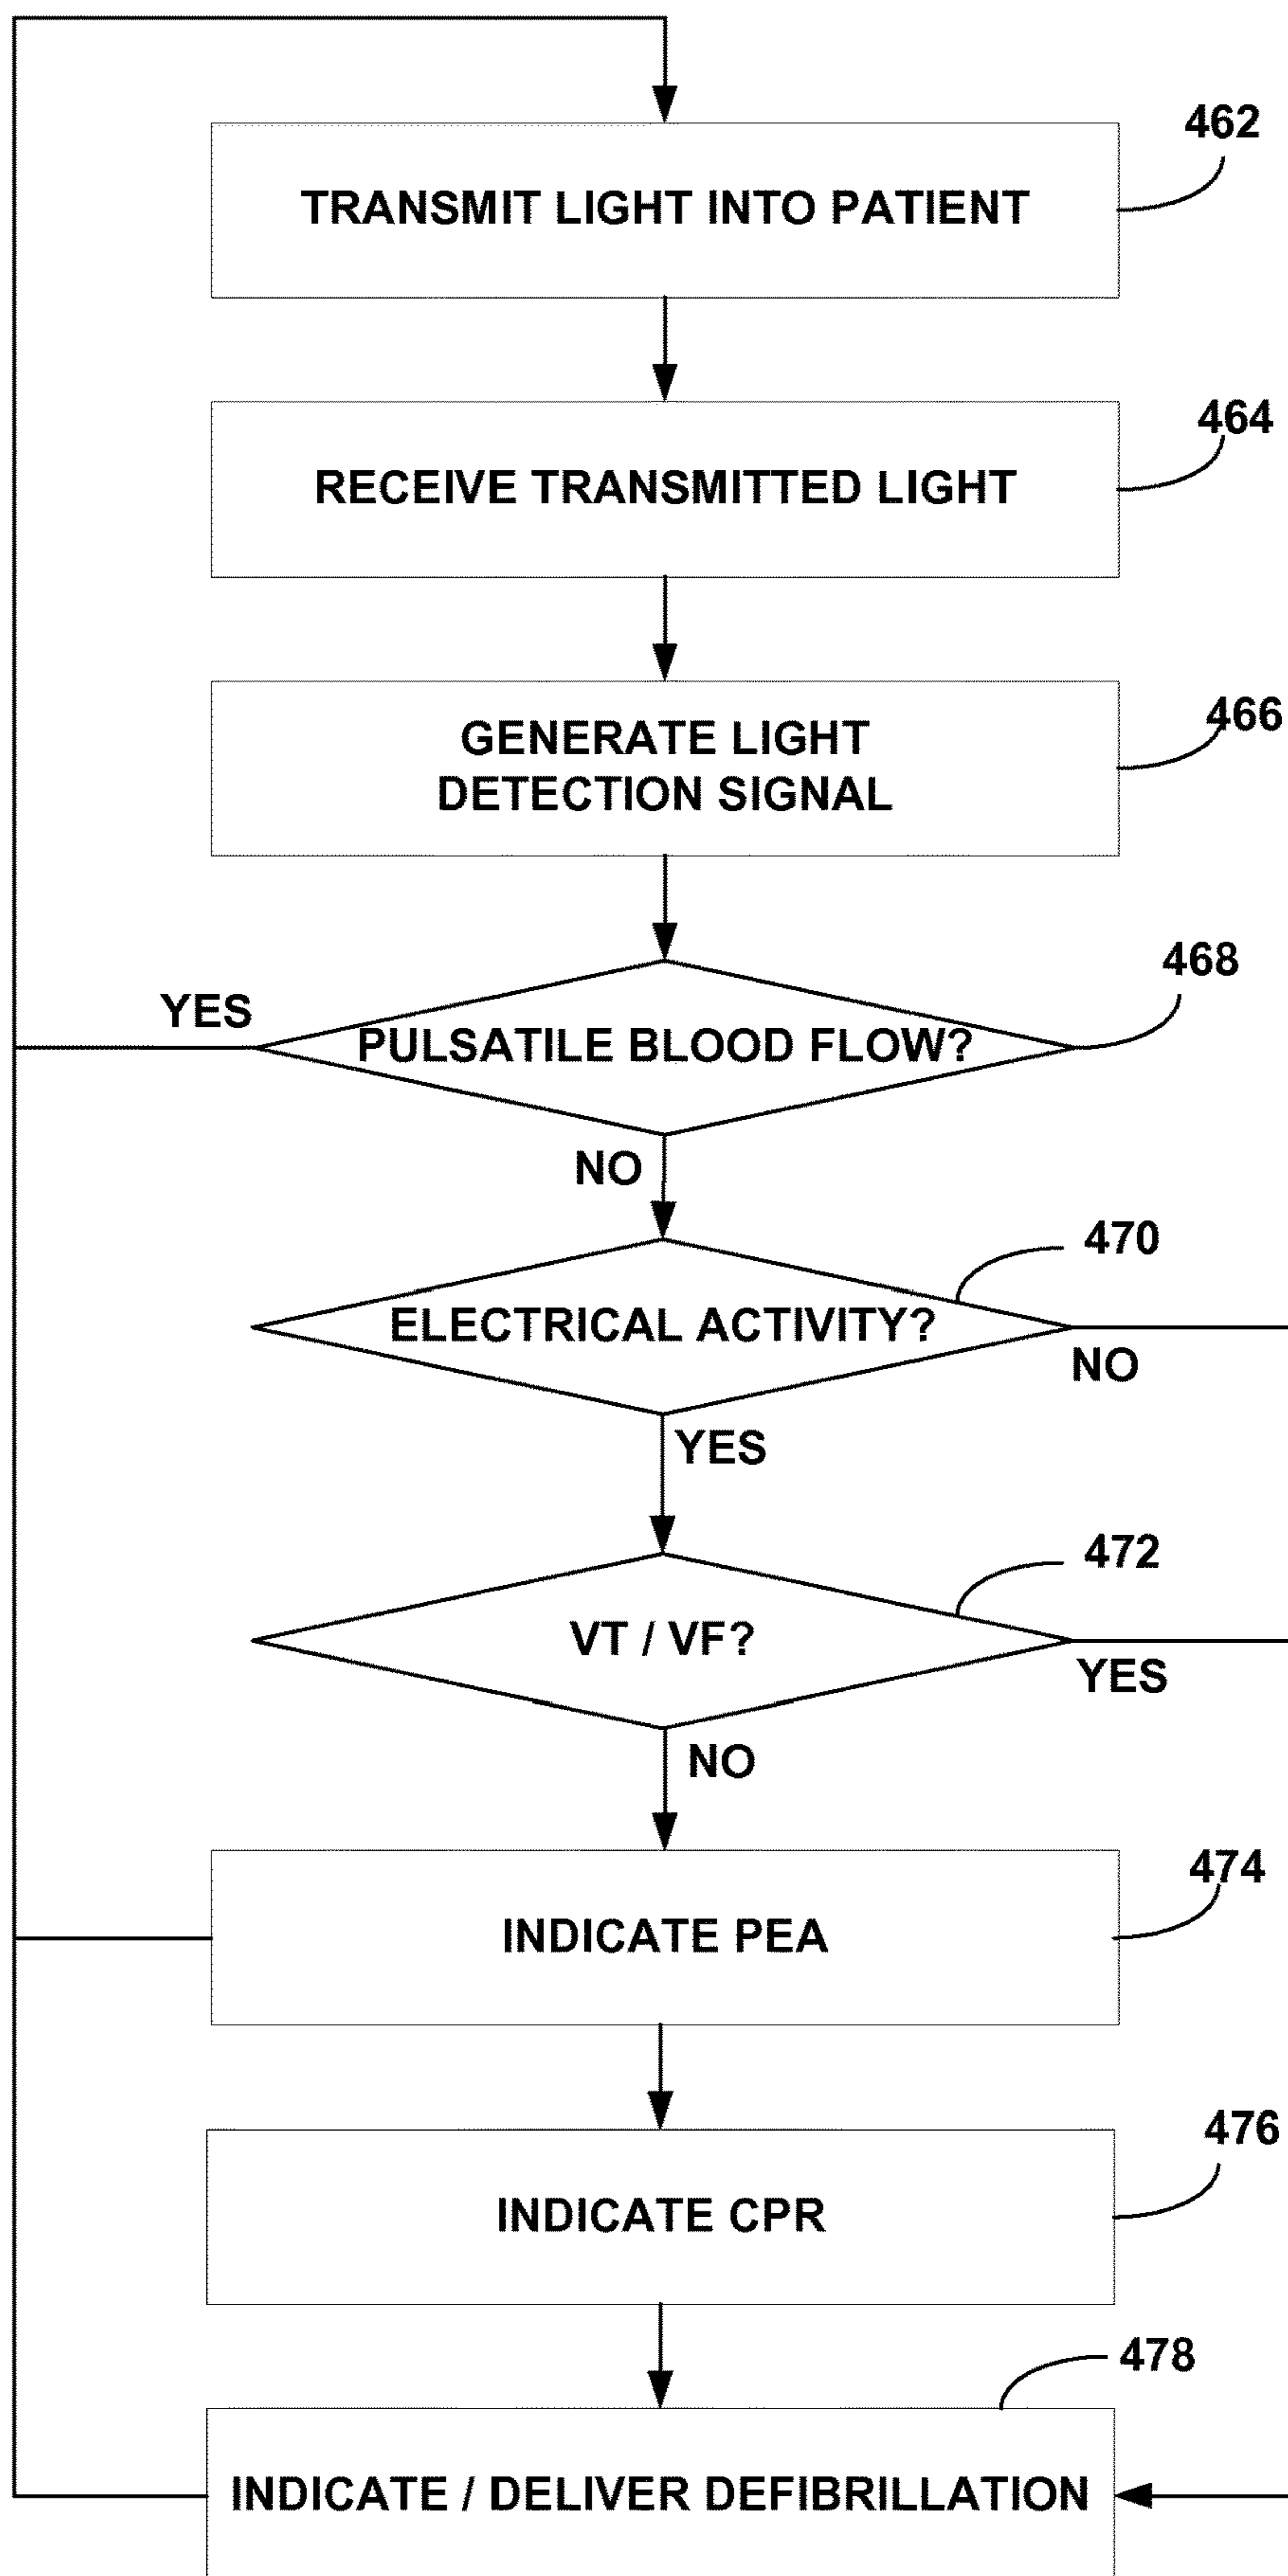 462
TRANSMIT LIGHT INTO PATIENT
464
RECEIVE TRANSMITTED LIGHT
466
GENERATE LIGHT
DETECTION SIGNAL
468
YES
PULSATILE BLOOD FLOW?
NO
470
ELECTRICAL ACTIVITY?
NO
YES
472
VT / VF?
YES
NO
474
INDICATE PEA
476
INDICATE CPR
478
INDICATE / DELIVER DEFIBRILLATION